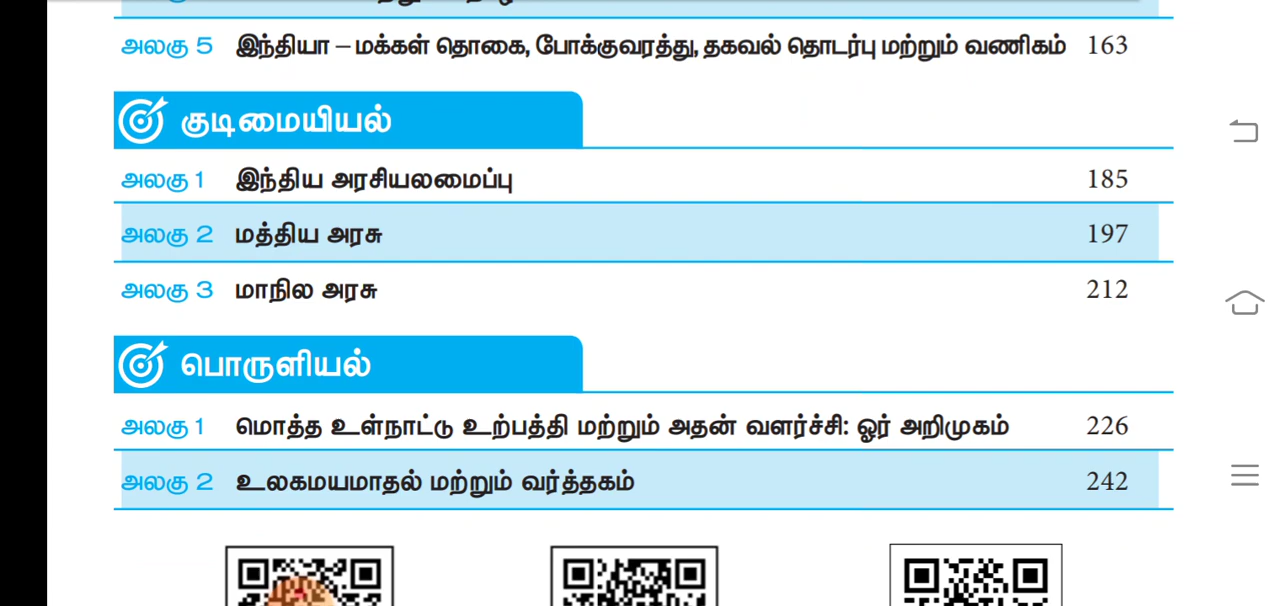 அலகு 5 இந்தியா – மக்கள் தொகை, போக்குவரத்து, தகவல் தொடர்பு மற்றும் வணிகம் 163
குடிமையியல்
அலகு 1 இந்திய அரசியலமைப்பு 185
அலகு 2 மத்திய அரசு 197
அலகு 3 மாநில அரசு 212
பொருளியல்
அலகு 1 மொத்த உள்நாட்டு உற்பத்தி மற்றும் அதன் வளர்ச்சி: ஓர் அறிமுகம் 226
அலகு 2 உலகமயமாதல் மற்றும் வர்த்தகம் 242